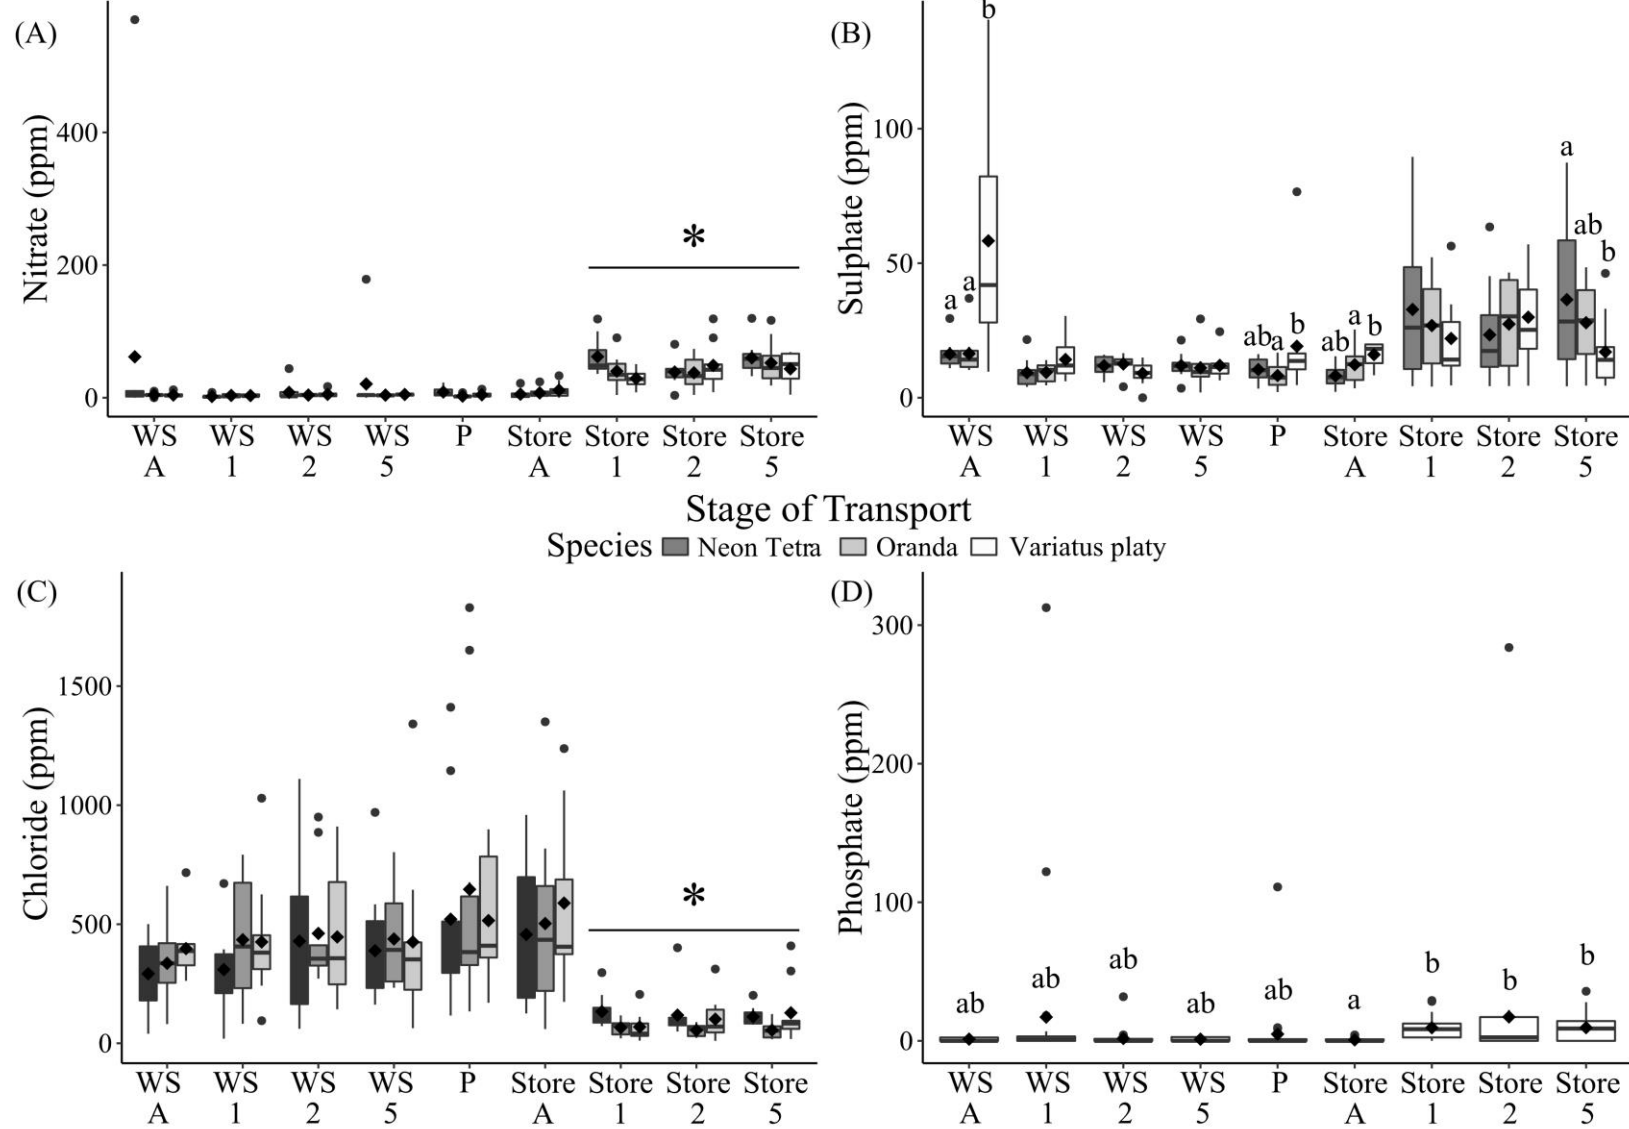 (A)
Nitrate (ppm)
400
200
0
*
WS WS WS WS P Store Store Store Store
A 1 2 5 A 1 2 5
(B)
Sulphate (ppm)
100
50
0
a a b
ab a b
ab a b
a ab b
WS WS WS WS P Store Store Store Store
A 1 2 5 A 1 2 5
Stage of Transport
Species Neon Tetra Oranda Variatus platy
(C)
Chloride (ppm)
1500
1000
500
0
*
WS WS WS WS P Store Store Store Store
A 1 2 5 A 1 2 5
(D)
Phosphate (ppm)
300
200
100
0
ab ab ab ab ab a b b b
WS WS WS WS P Store Store Store Store
A 1 2 5 A 1 2 5